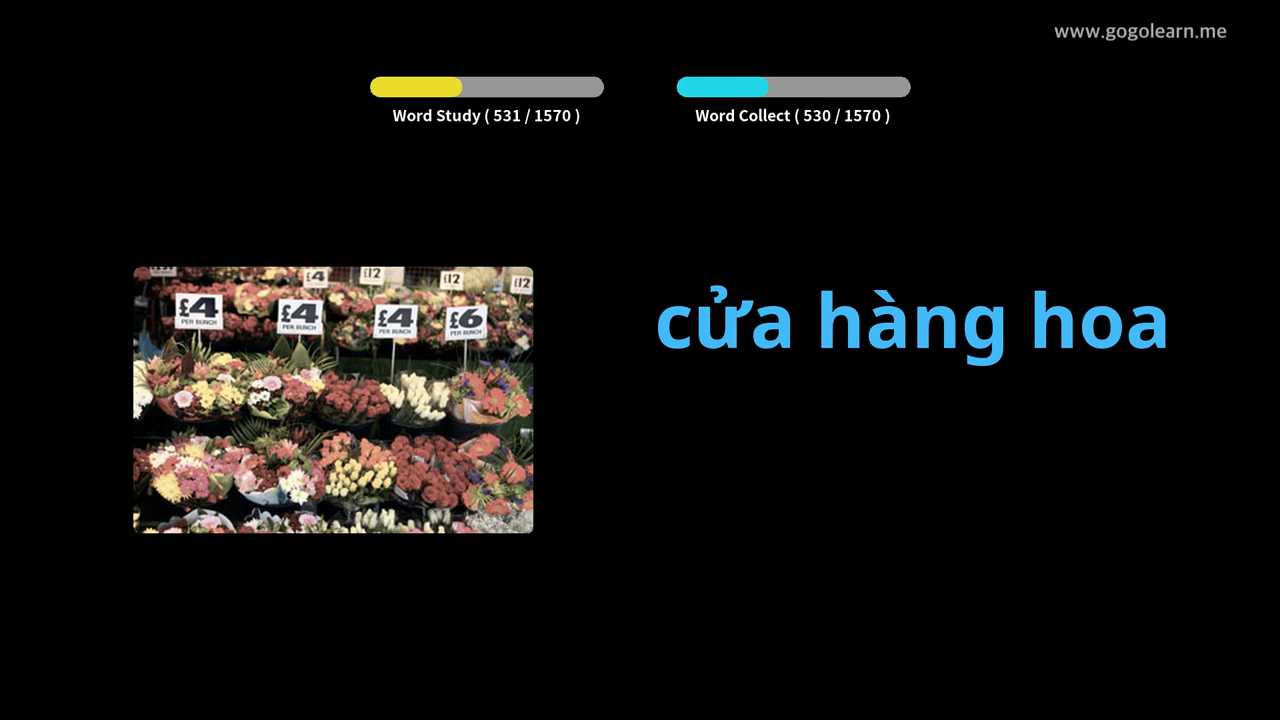 www.gogolearn.me
Word Study ( 531 / 1570 )
Word Collect ( 530 / 1570 )
£4
£12
£12
£12
£4
PER BUNCH
£4
PER BUNCH
£4
PER BUNCH
£6
PER BUNCH
cửa hàng hoa